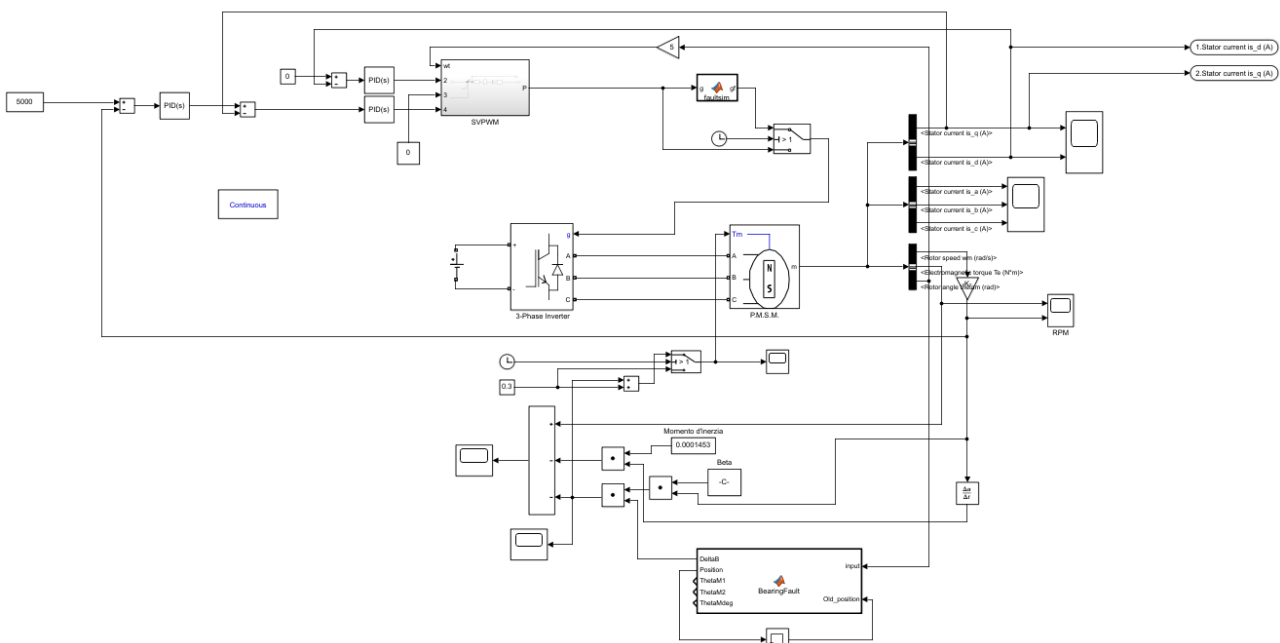 1.Stator current is_d (A)
2.Stator current is_q (A)
5
0
wt
2
3
4
P
SVPWM
PID(s)
PID(s)
PID(s)
5000
0
g
gf
faultsim
> 1
Continuous
<Stator current is_q (A)>
<Stator current is_d (A)>
<Stator current is_a (A)>
<Stator current is_b (A)>
<Stator current is_c (A)>
g
+
-
A
B
C
3-Phase Inverter
Tm
A
B
C
N
S
m
P.M.S.M.
<Rotor speed wm (rad/s)>
<Electromagnetic torque Te (N*m)>
RPM
> 1
0.3
Momento d'inerzia
0.0001453
Beta
-C-
Δu
DeltaB
Position
ThetaM1
ThetaM2
ThetaMdeg
BearingFault
input
Old_position